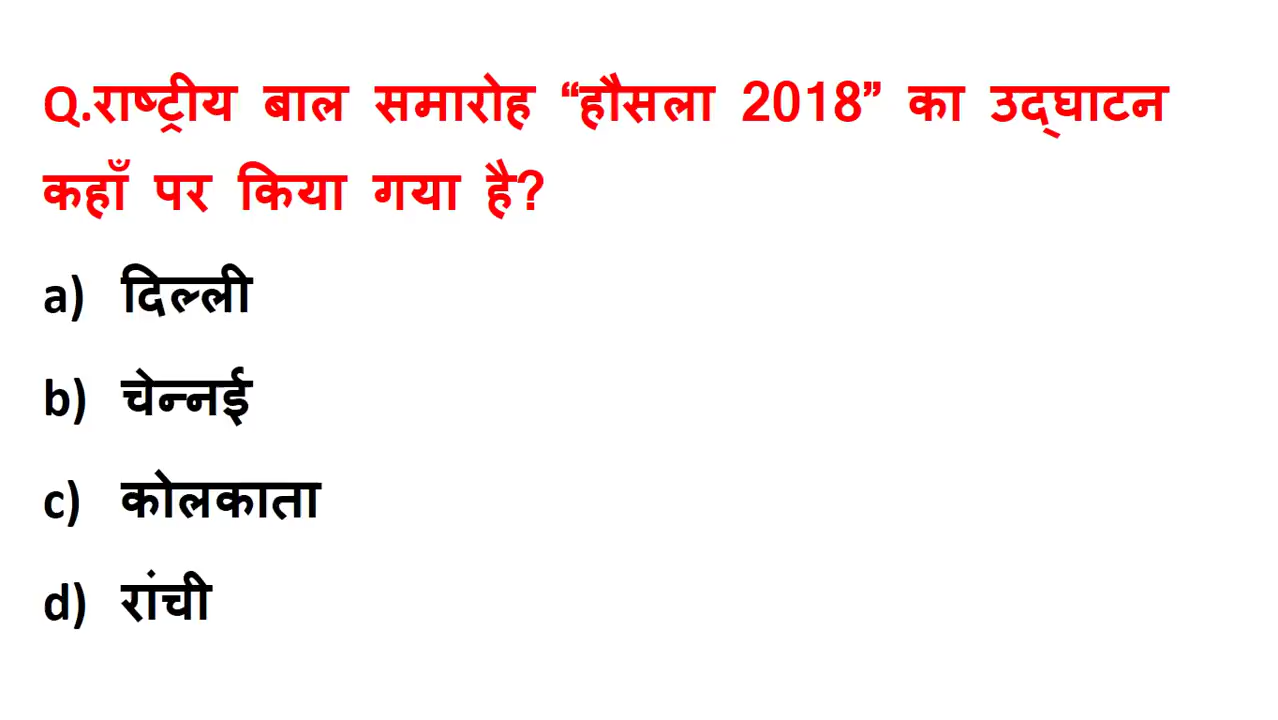 Q.राष्ट्रीय बाल समारोह “हौसला 2018” का उद्‌घाटन
कहाँ पर किया गया है?
a) दिल्ली
b) चेन्नई
c) कोलकाता
d) रांची